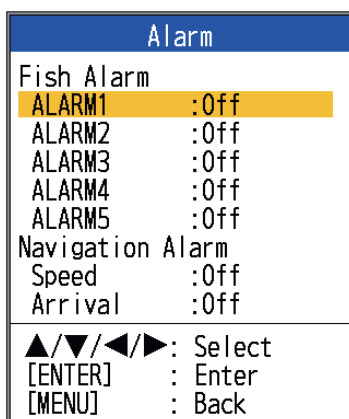 Alarm
Fish Alarm
ALARM1 :Off
ALARM2 :Off
ALARM3 :Off
ALARM4 :Off
ALARM5 :Off
Navigation Alarm
Speed :Off
Arrival :Off
▲/▼/◀/▶: Select
[ENTER] : Enter
[MENU] : Back